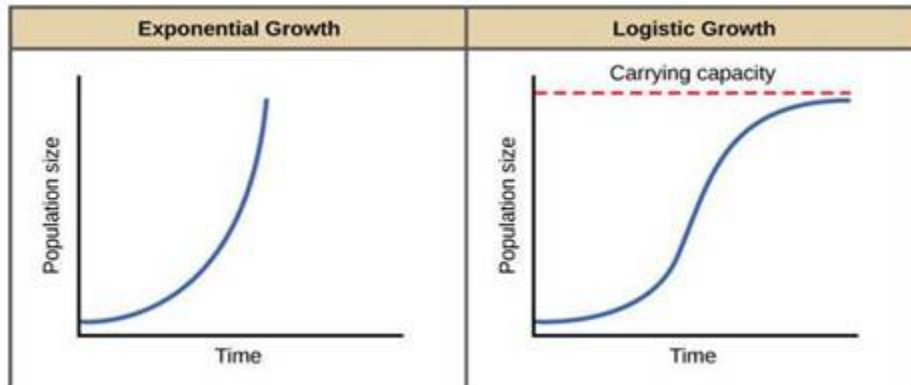 Exponential Growth
Population size
Time
Logistic Growth
Carrying capacity
Population size
Time